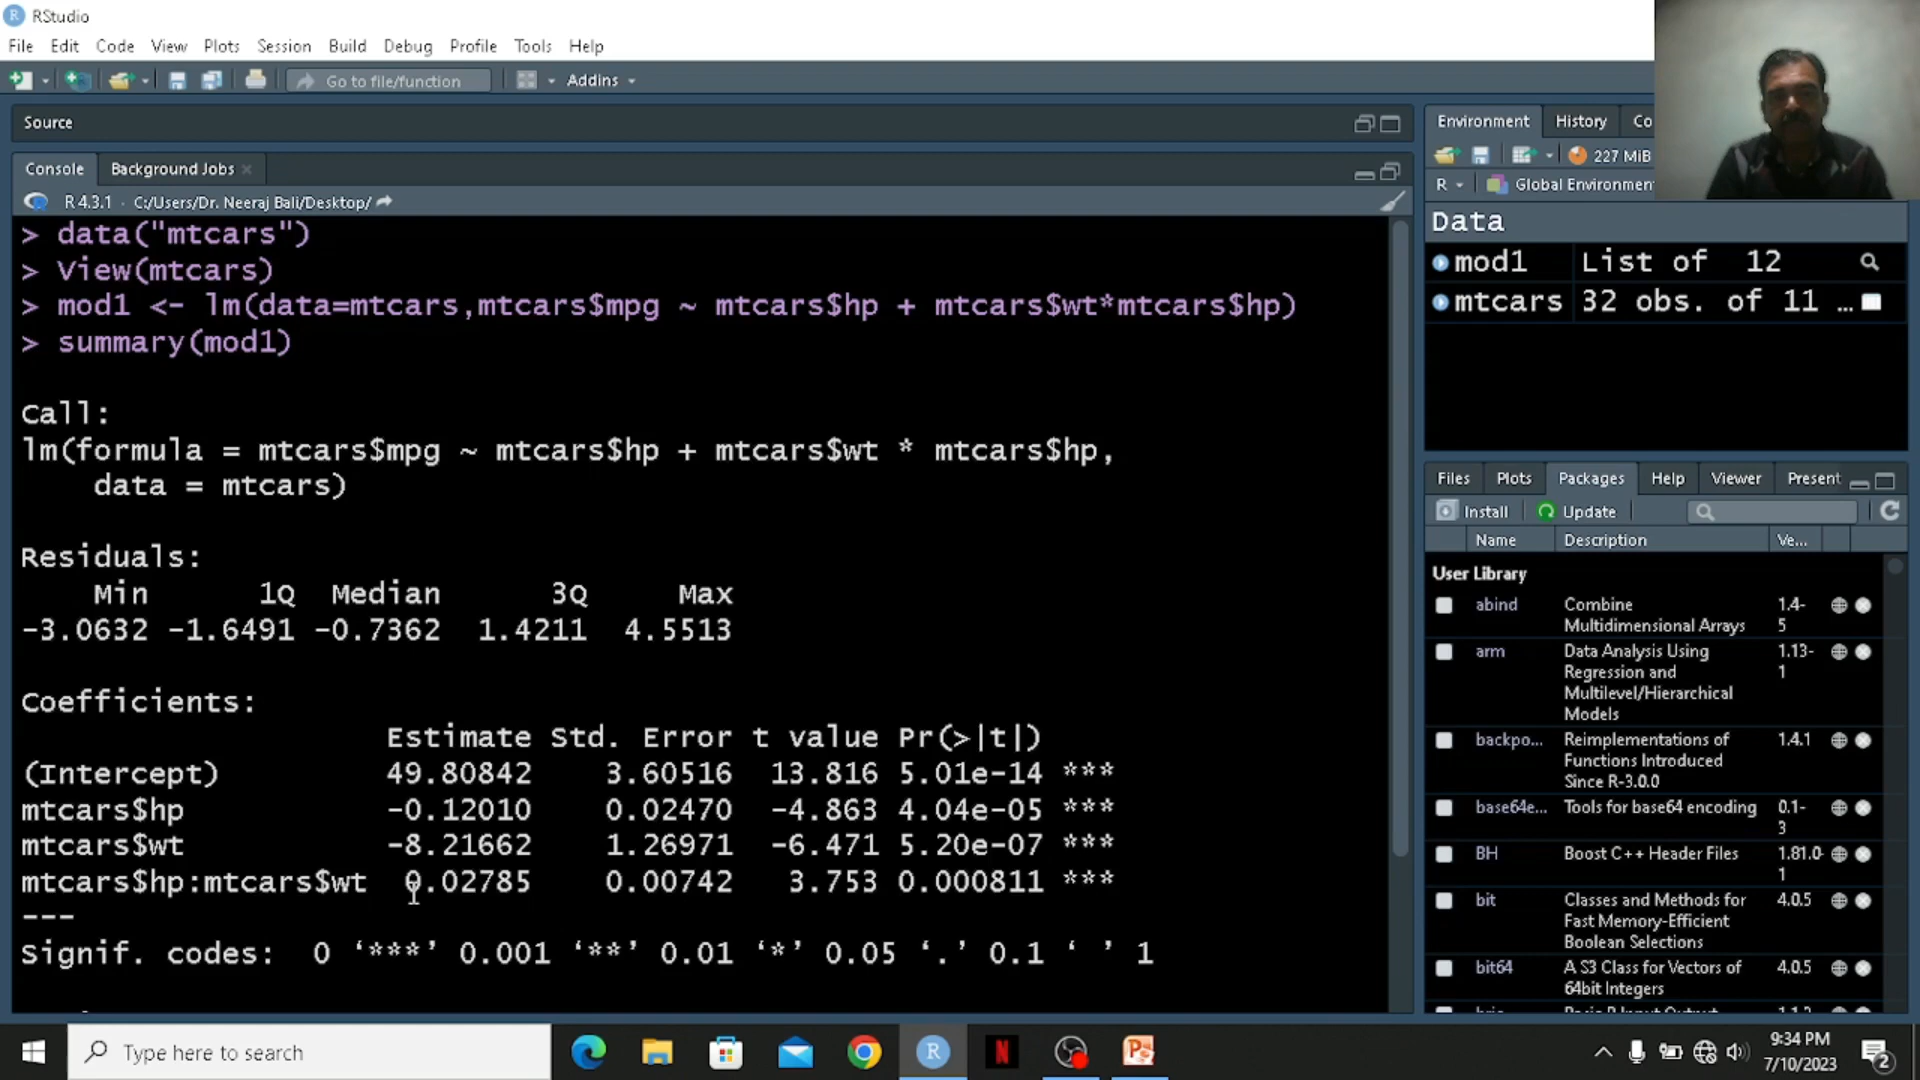 RStudio
File Edit Code View Plots Session Build Debug Profile Tools Help
Go to file/function Addins
Source
Console Background Jobs
R 4.3.1 · C:/Users/Dr. Neeraj Bali/Desktop/
> data("mtcars")
> View(mtcars)
> mod1 <- lm(data=mtcars,mtcars$mpg ~ mtcars$hp + mtcars$wt*mtcars$hp)
> summary(mod1)
Call:
lm(formula = mtcars$mpg ~ mtcars$hp + mtcars$wt * mtcars$hp,
data = mtcars)
Residuals:
Min 1Q Median 3Q Max
-3.0632 -1.6491 -0.7362 1.4211 4.5513
Coefficients:
Estimate Std. Error t value Pr(>|t|)
(Intercept) 49.80842 3.60516 13.816 5.01e-14 ***
mtcars$hp -0.12010 0.02470 -4.863 4.04e-05 ***
mtcars$wt -8.21662 1.26971 -6.471 5.20e-07 ***
mtcars$hp:mtcars$wt 0.02785 0.00742 3.753 0.000811 ***
---
Signif. codes: 0 ‘***’ 0.001 ‘**’ 0.01 ‘*’ 0.05 ‘.’ 0.1 ‘ ’ 1
Environment History Co
227 MiB
R Global Environmen
Data
mod1 List of 12
mtcars 32 obs. of 11 ...
Files Plots Packages Help Viewer Present
Install Update
Name Description Ve...
User Library
abind Combine Multidimensional Arrays 1.4-5
arm Data Analysis Using Regression and Multilevel/Hierarchical Models 1.13-1
backpo... Reimplementations of Functions Introduced Since R-3.0.0 1.4.1
base64e... Tools for base64 encoding 0.1-3
BH Boost C++ Header Files 1.81.0-1
bit Classes and Methods for Fast Memory-Efficient Boolean Selections 4.0.5
bit64 A S3 Class for Vectors of 64bit Integers 4.0.5
Type here to search
9:34 PM
7/10/2023
2